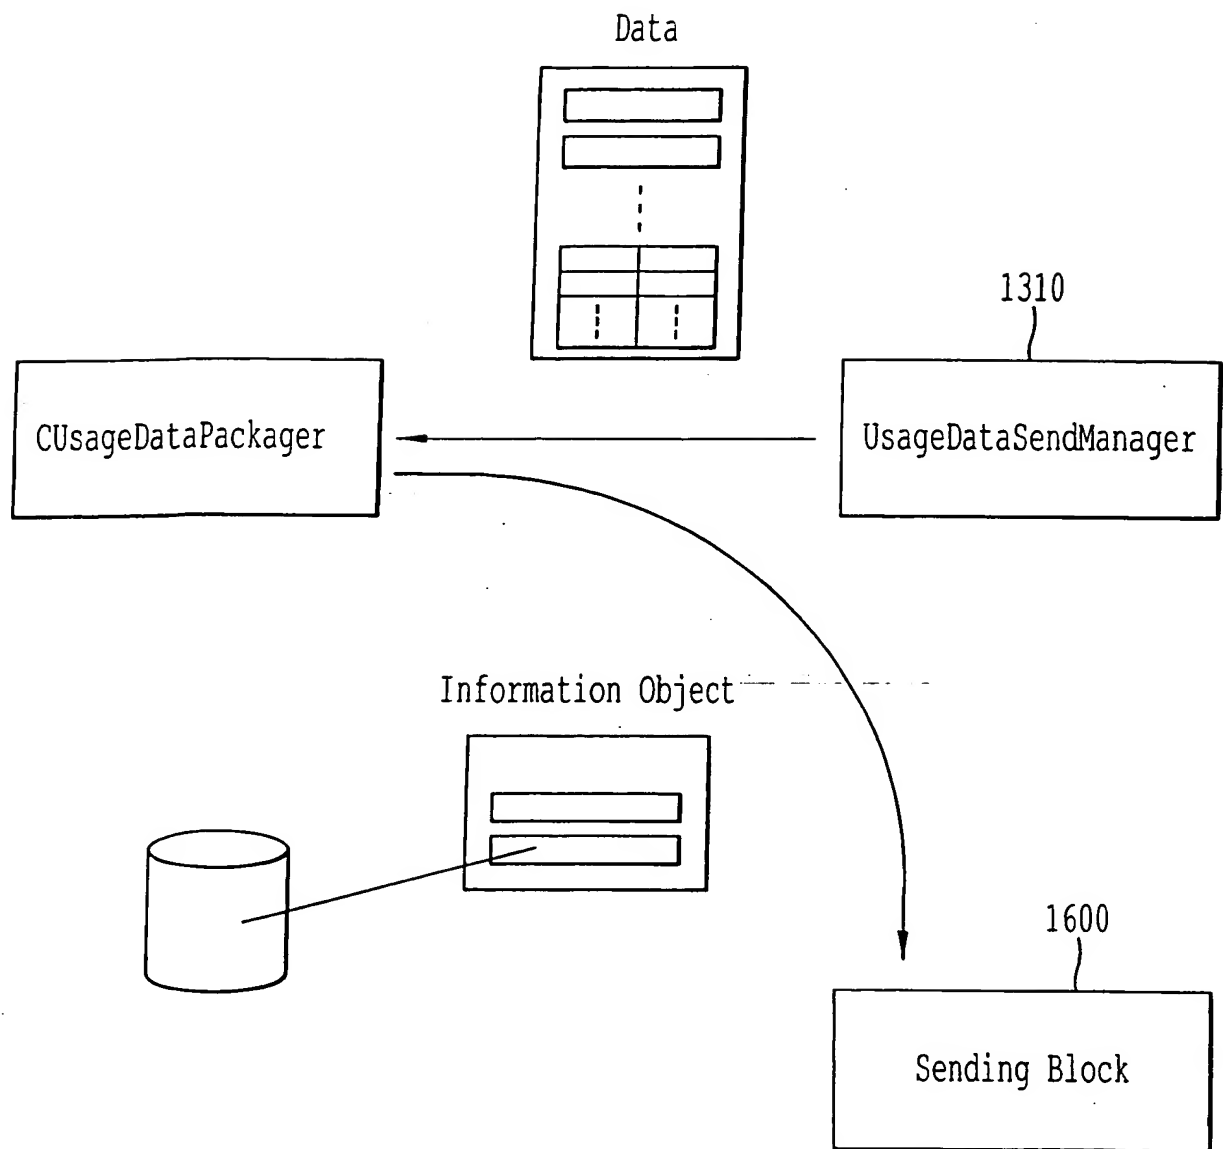 Data
1310
CUsageDataPackager
UsageDataSendManager
Information Object
1600
Sending Block